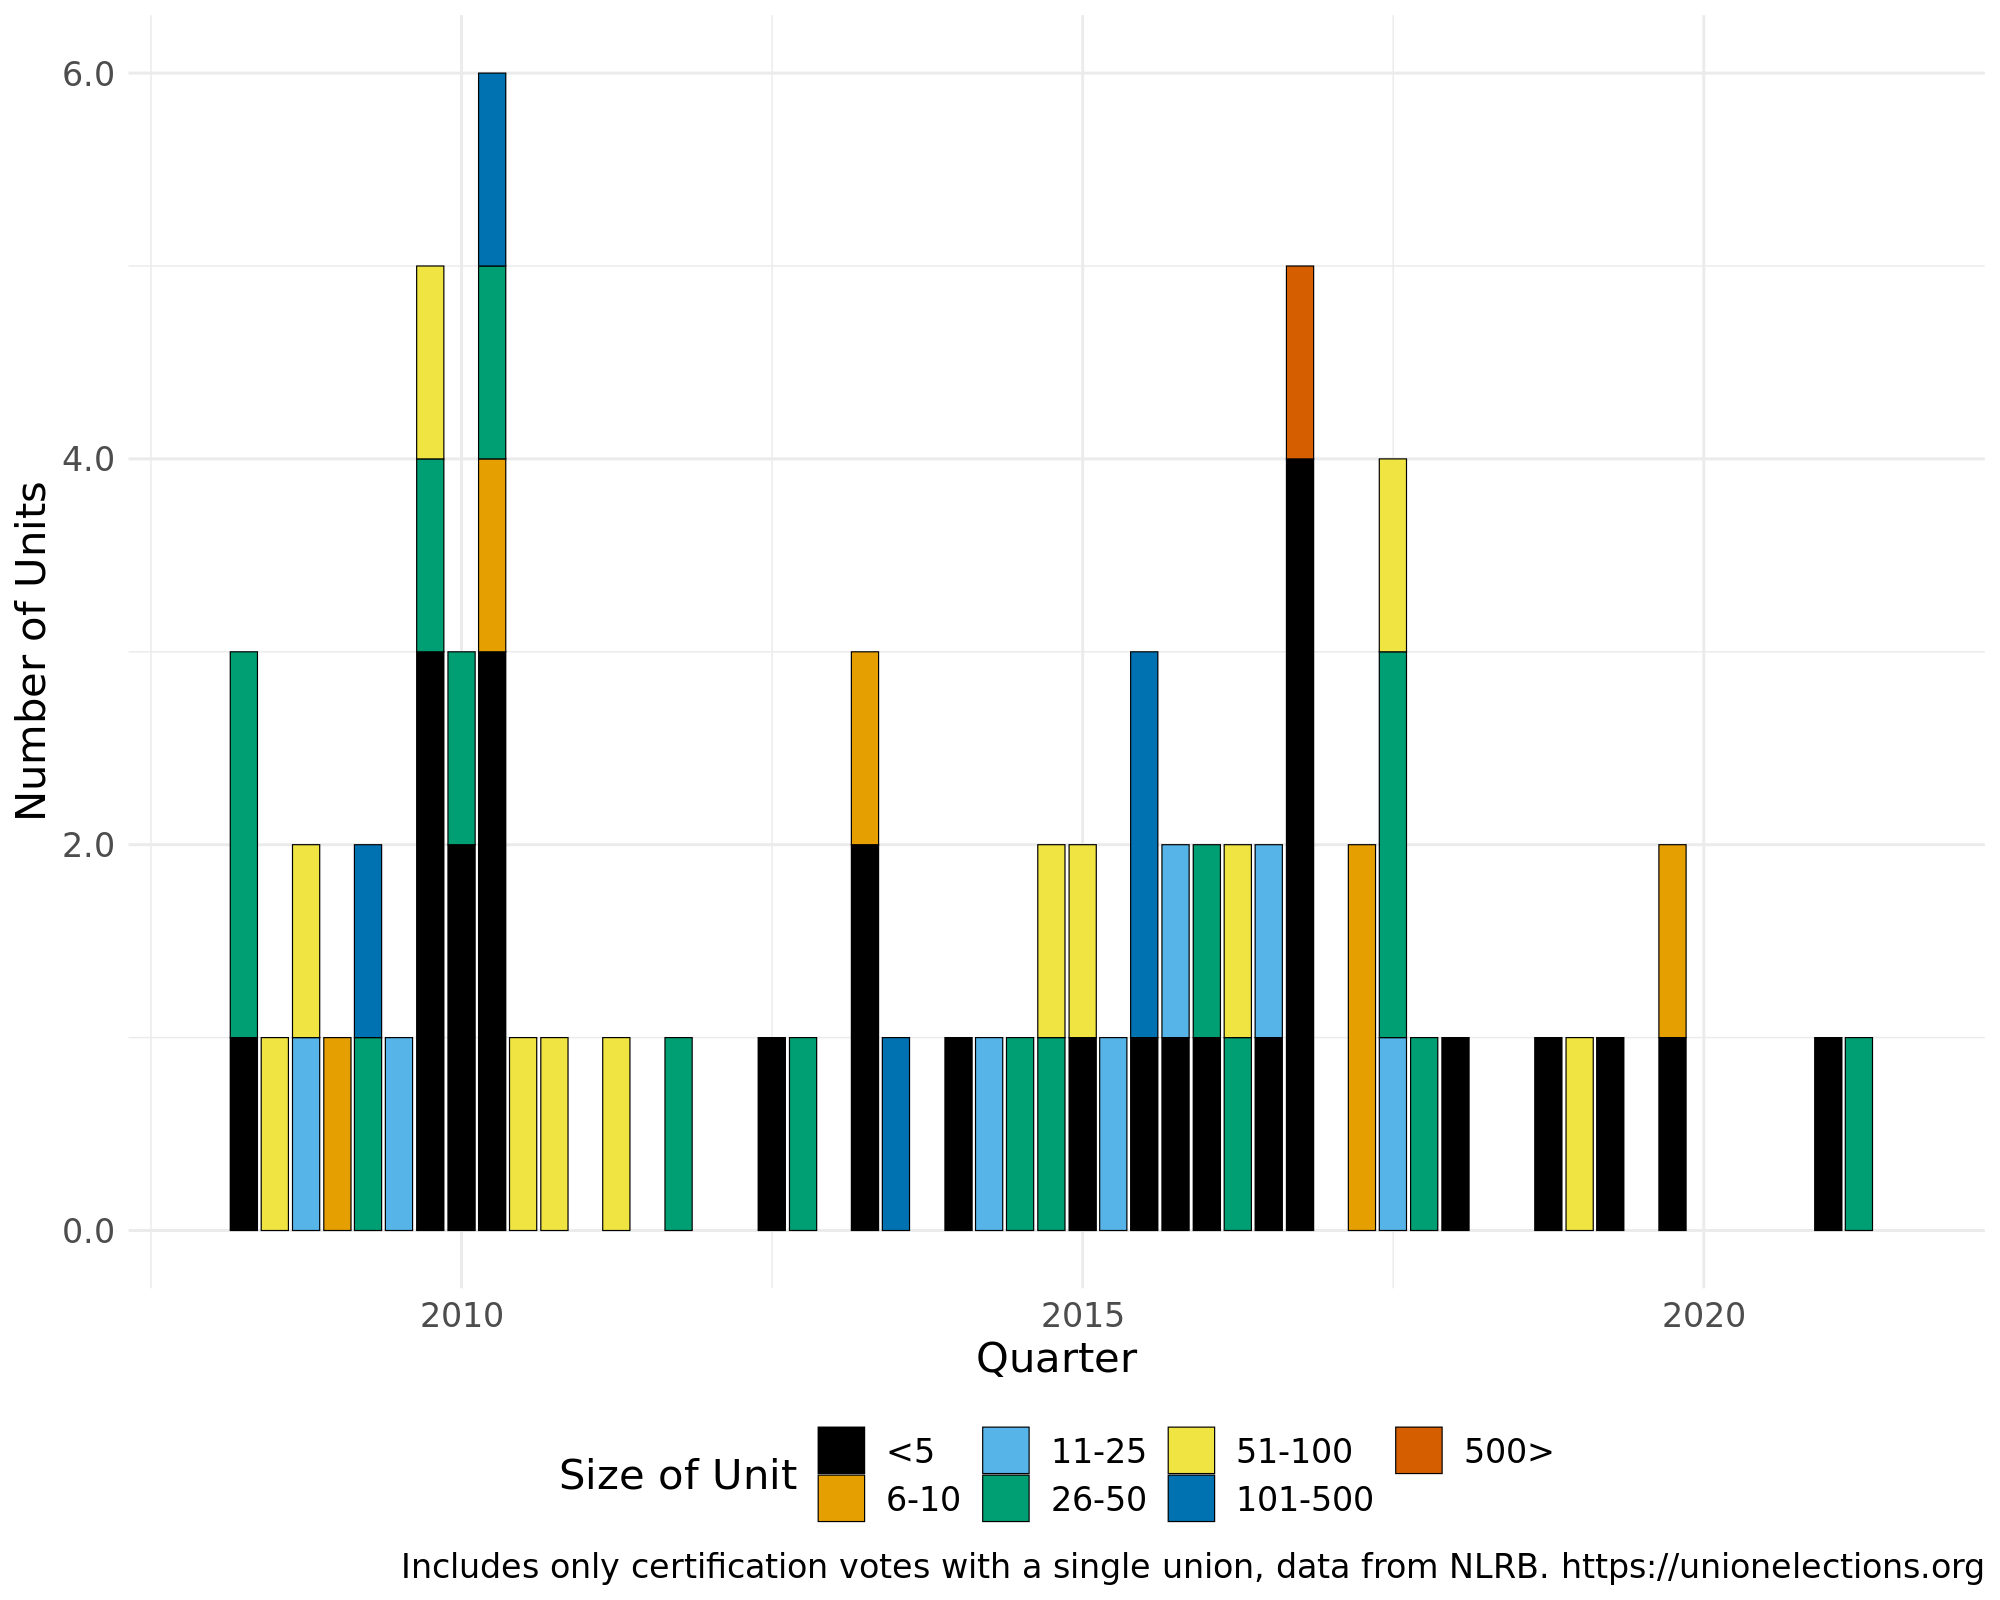 6.0
4.0
2.0
0.0
Number of Units
2010 2015 2020
Quarter
Size of Unit
<5 11-25 51-100 500>
6-10 26-50 101-500
Includes only certification votes with a single union, data from NLRB. https://unionelections.org